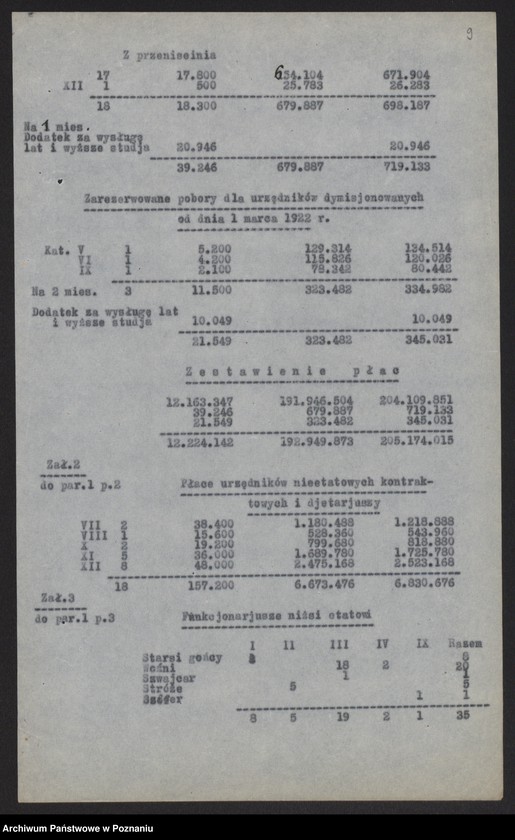 9
Z przeniseinia
17 17.800 654.104 671.904
XII 1 500 25.783 26.283
18 18.300 679.887 698.187
Na 1 mies.
Dodatek za wysługę
lat i wyższe studja 20.946 20.946
39.246 679.887 719.133
Zarezerwowane pobory dla urzędników dymisjonowanych
od dnia 1 marca 1922 r.
Kat. V 1 5.200 129.314 134.514
VI 1 4.200 115.826 120.026
IX 1 2.100 78.342 80.442
Na 2 mies. 3 11.500 323.482 334.982
Dodatek za wysługę lat
i wyższe studja 10.049 10.049
21.549 323.482 345.031
Zestawienie płac
12.163.347 191.946.504 204.109.851
39.246 679.887 719.133
21.549 323.482 345.031
12.224.142 192.949.873 205.174.015
Zał.2
do par.1 p.2 Płace urzędników nieetatowych kontrak-
towych i djetarjuszy
VII 2 38.400 1.180.488 1.218.888
VIII 1 15.600 528.360 543.960
X 2 19.200 799.680 818.880
XI 5 36.000 1.689.780 1.725.780
XII 8 48.000 2.475.168 2.523.168
18 157.200 6.673.476 6.830.676
Zał.3
do par.1 p.3 Funkcjonarjusze niżsi etatowi
I II III IV IX Razem
Starsi gońcy 8 8
Woźni 18 2 20
Szwajcar 1 1
Stróże 5 5
Szofer 1 1
8 5 19 2 1 35
Archiwum Państwowe w Poznaniu